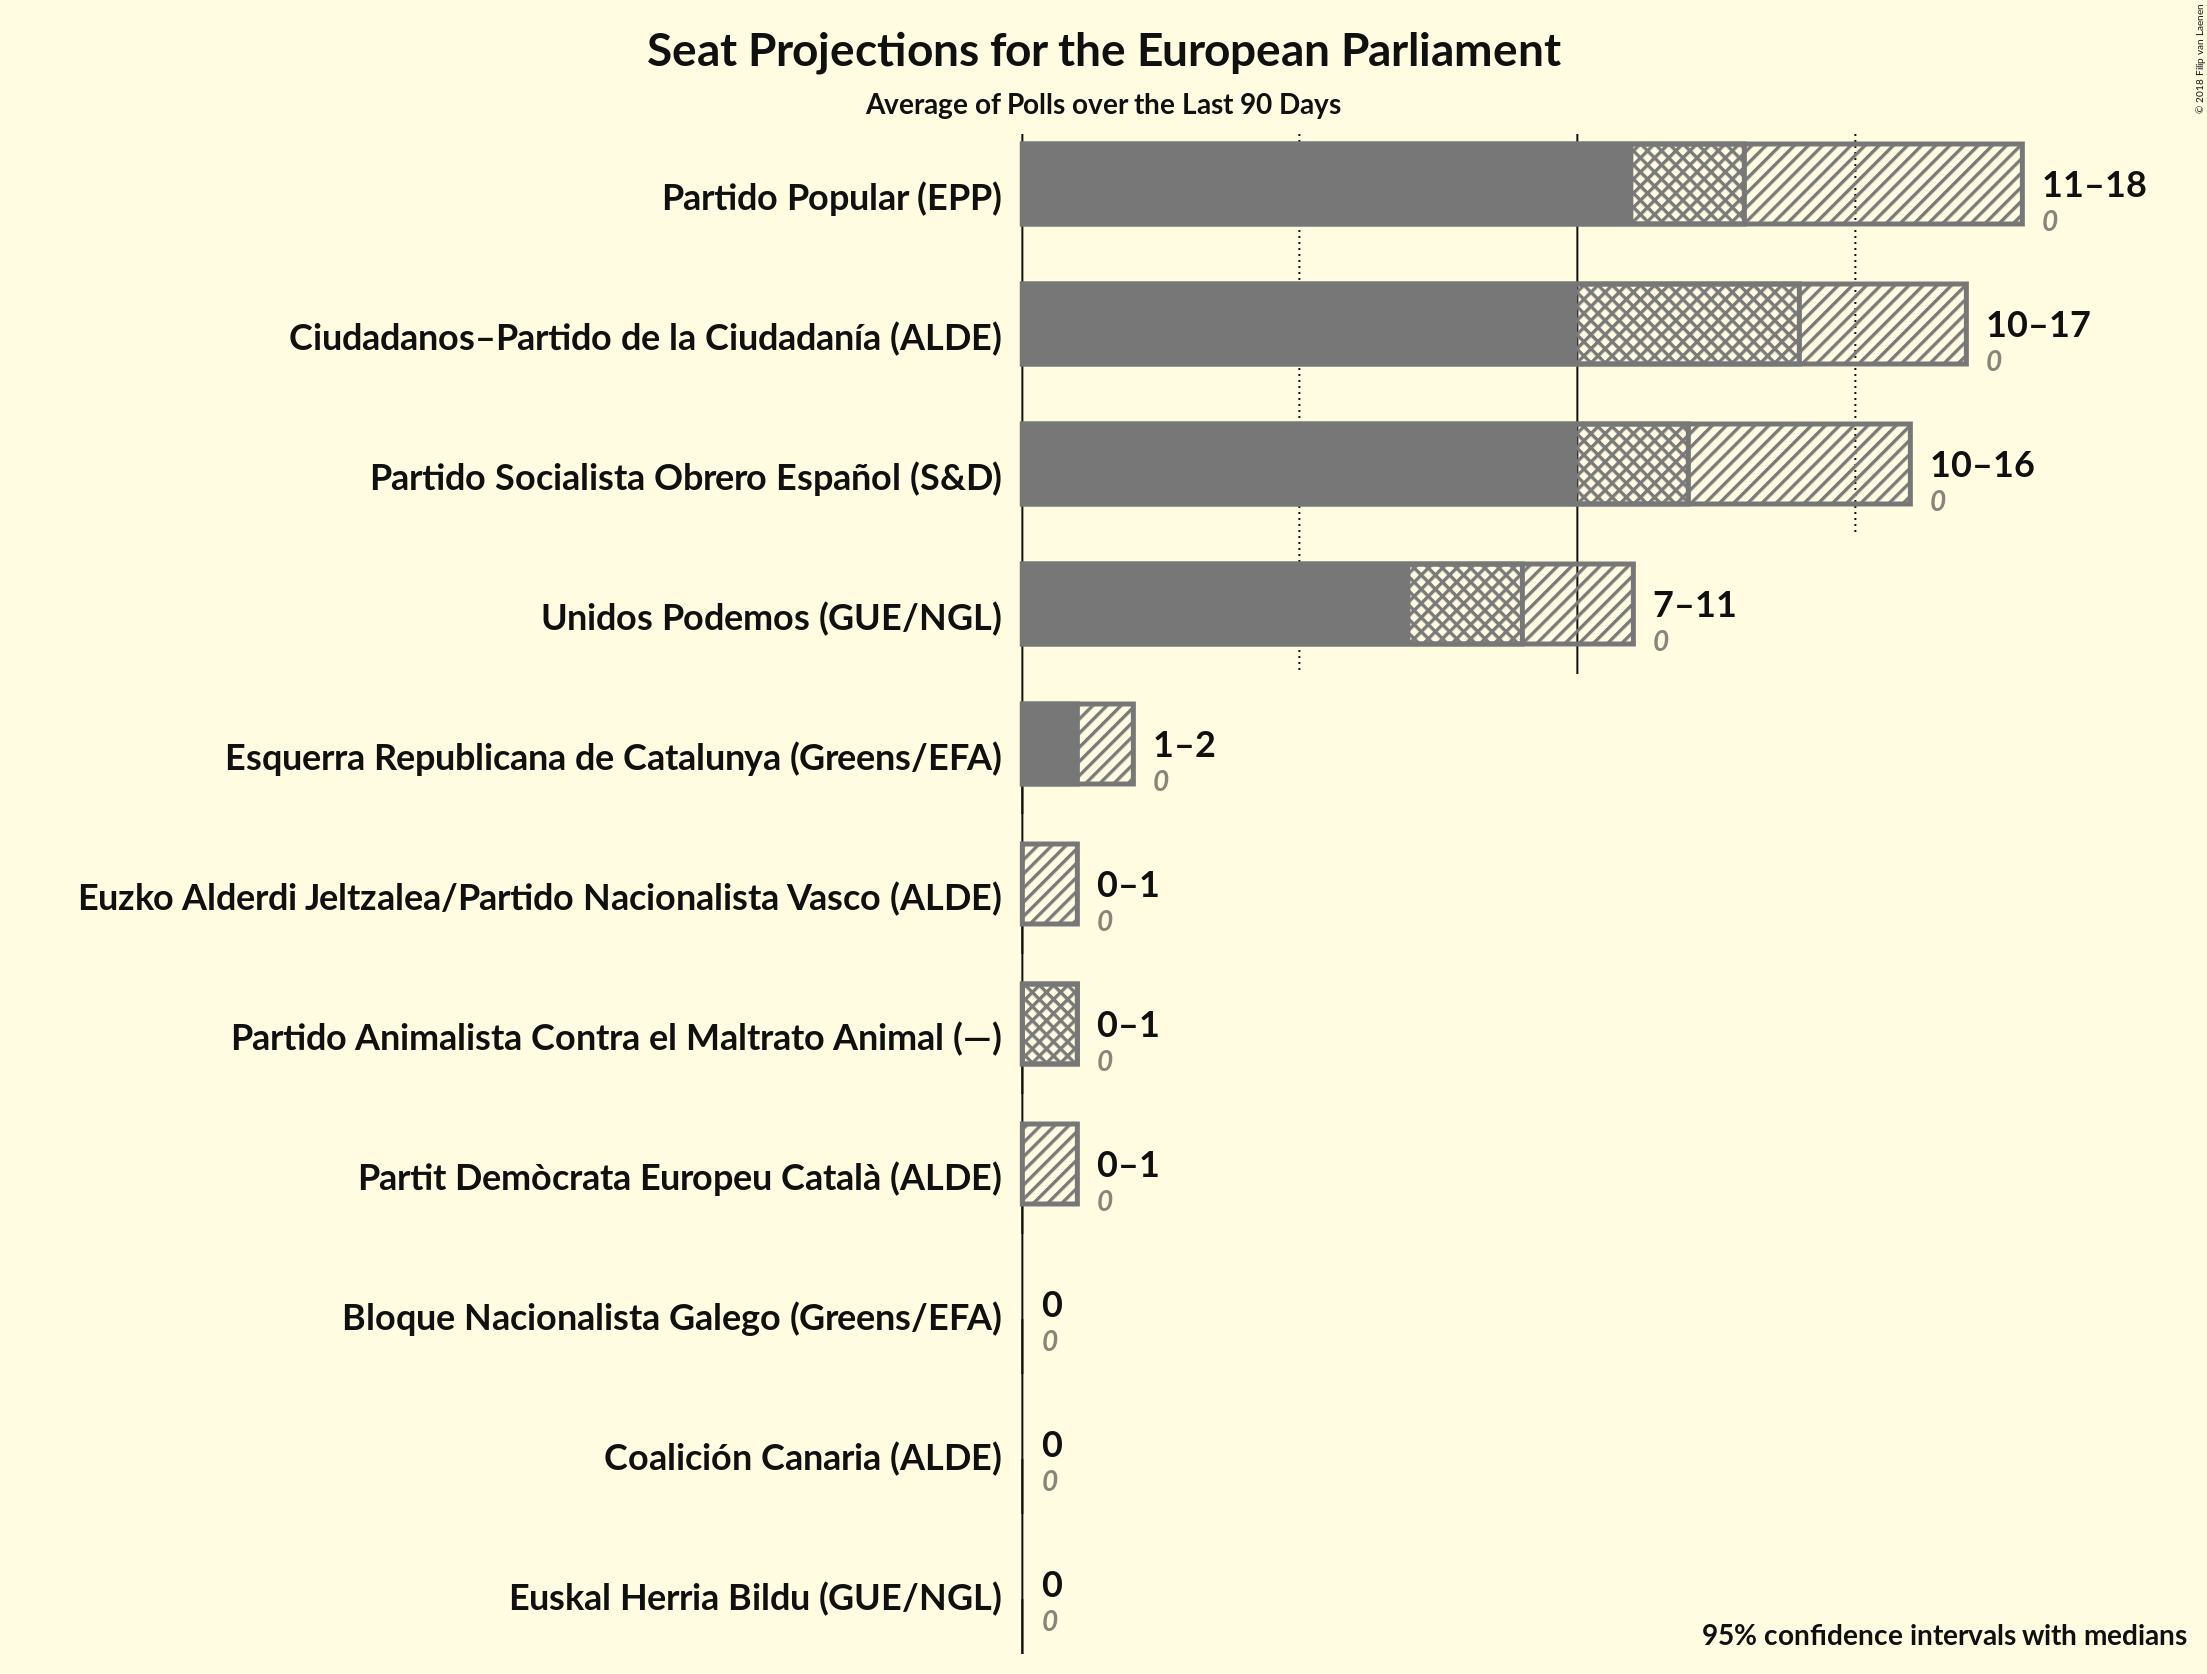 Seat Projections for the European Parliament
Average of Polls over the Last 90 Days
© 2018 Filip van Laenen
Partido Popular (EPP)
11–18
0
Ciudadanos–Partido de la Ciudadanía (ALDE)
10–17
0
Partido Socialista Obrero Español (S&D)
10–16
0
Unidos Podemos (GUE/NGL)
7–11
0
Esquerra Republicana de Catalunya (Greens/EFA)
1–2
0
Euzko Alderdi Jeltzalea/Partido Nacionalista Vasco (ALDE)
0–1
0
Partido Animalista Contra el Maltrato Animal (—)
0–1
0
Partit Demòcrata Europeu Català (ALDE)
0–1
0
Bloque Nacionalista Galego (Greens/EFA)
0
0
Coalición Canaria (ALDE)
0
0
Euskal Herria Bildu (GUE/NGL)
0
0
95% confidence intervals with medians